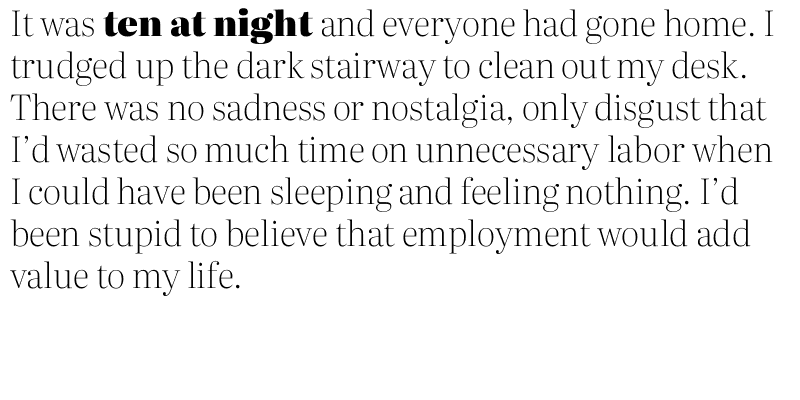 It was ten at night and everyone had gone home. I
trudged up the dark stairway to clean out my desk.
There was no sadness or nostalgia, only disgust that
I’d wasted so much time on unnecessary labor when
I could have been sleeping and feeling nothing. I’d
been stupid to believe that employment would add
value to my life.